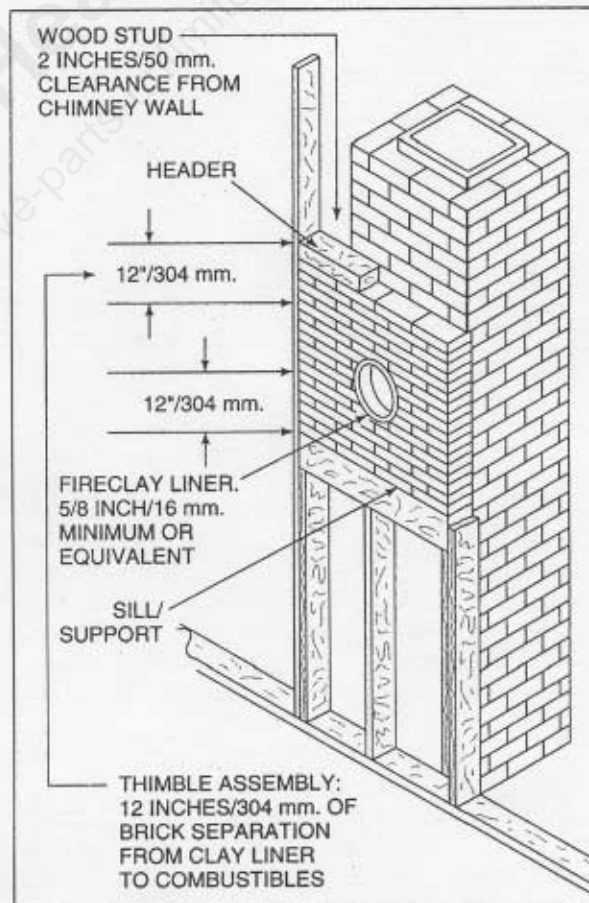 WOOD STUD
2 INCHES/50 mm.
CLEARANCE FROM
CHIMNEY WALL
HEADER
12"/304 mm.
12"/304 mm.
FIRECLAY LINER.
5/8 INCH/16 mm.
MINIMUM OR
EQUIVALENT
SILL/
SUPPORT
THIMBLE ASSEMBLY:
12 INCHES/304 mm. OF
BRICK SEPARATION
FROM CLAY LINER
TO COMBUSTIBLES